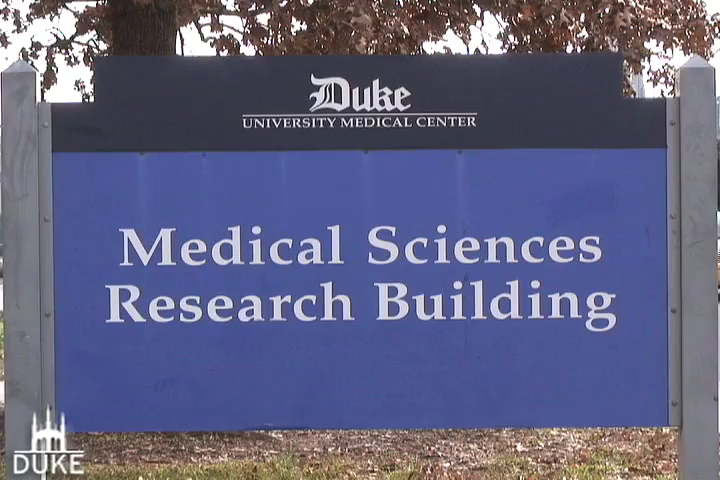 Duke
UNIVERSITY MEDICAL CENTER
Medical Sciences
Research Building
DUKE